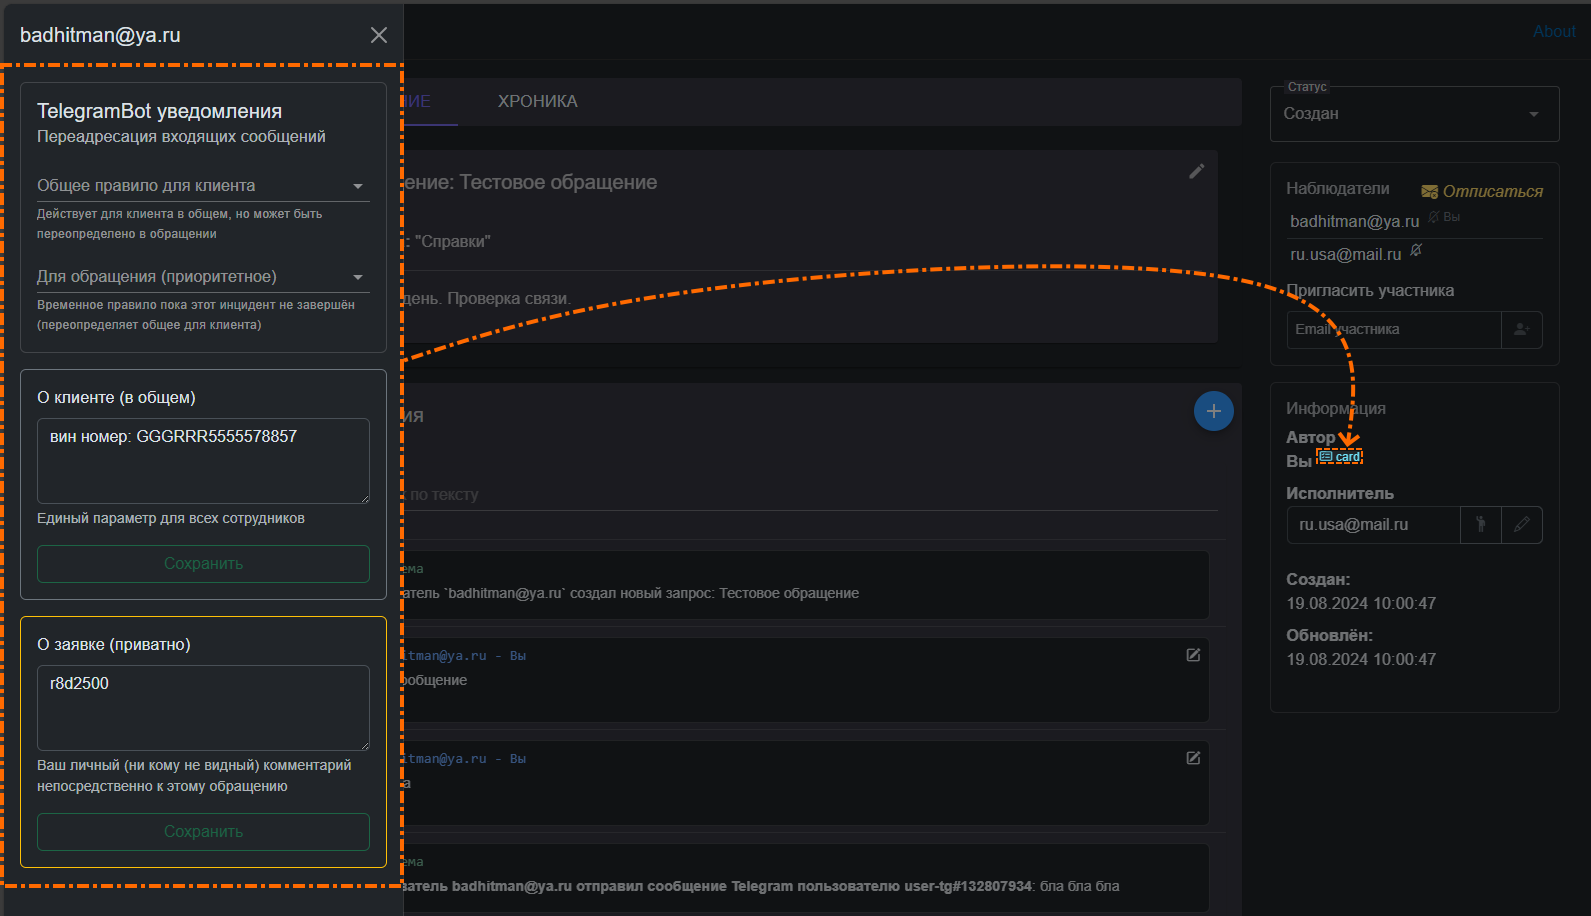 badhitman@ya.ru
TelegramBot уведомления
Переадресация входящих сообщений
Общее правило для клиента
Действует для клиента в общем, но может быть
переопределено в обращении
Для обращения (приоритетное)
Временное правило пока этот инцидент не завершён
(переопределяет общее для клиента)
О клиенте (в общем)
вин номер: GGGRRR5555578857
Единый параметр для всех сотрудников
Сохранить
О заявке (приватно)
r8d2500
Ваш личный (ни кому не видный) комментарий
непосредственно к этому обращению
Сохранить
About
ИЕ ХРОНИКА
ение: Тестовое обращение
: "Справки"
день. Проверка связи.
ия
по тексту
ема
атель `badhitman@ya.ru` создал новый запрос: Тестовое обращение
itman@ya.ru - Вы
ообщение
itman@ya.ru - Вы
а
ема
ватель badhitman@ya.ru отправил сообщение Telegram пользователю user-tg#132807934: бла бла бла
Статус
Создан
Наблюдатели Отписаться
badhitman@ya.ru Вы
ru.usa@mail.ru
Пригласить участника
Email участника
Информация
Автор
Вы card
Исполнитель
ru.usa@mail.ru
Создан:
19.08.2024 10:00:47
Обновлён:
19.08.2024 10:00:47